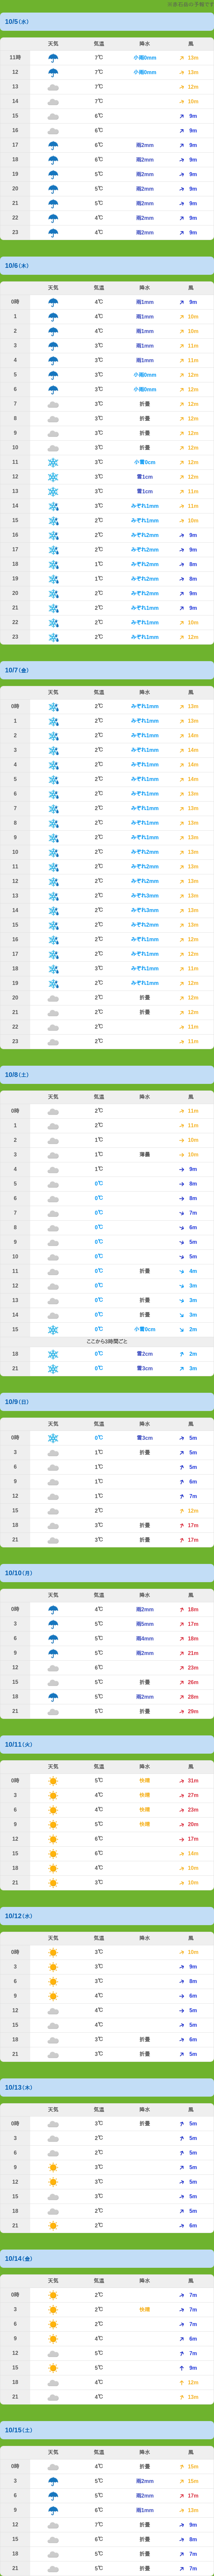 10/5(水)
天気 気温 降水 風
11時 7℃ 小雨0mm 13m
12 7℃ 小雨0mm 13m
13 7℃ 12m
14 7℃ 10m
15 6℃ 9m
16 6℃ 9m
17 6℃ 雨2mm 9m
18 6℃ 雨2mm 9m
19 5℃ 雨2mm 9m
20 5℃ 雨2mm 9m
21 5℃ 雨2mm 9m
22 4℃ 雨2mm 9m
23 4℃ 雨2mm 9m
10/6(木)
天気 気温 降水 風
0時 4℃ 雨1mm 9m
1 4℃ 雨1mm 10m
2 4℃ 雨1mm 10m
3 3℃ 雨1mm 11m
4 3℃ 雨1mm 11m
5 3℃ 小雨0mm 12m
6 3℃ 小雨0mm 12m
7 3℃ 折曇 12m
8 3℃ 折曇 12m
9 3℃ 折曇 12m
10 3℃ 折曇 12m
11 3℃ 小雪0cm 12m
12 3℃ 雪1cm 12m
13 3℃ 雪1cm 11m
14 3℃ みぞれ1mm 11m
15 2℃ みぞれ1mm 10m
16 2℃ みぞれ2mm 9m
17 2℃ みぞれ2mm 9m
18 1℃ みぞれ2mm 8m
19 1℃ みぞれ2mm 8m
20 2℃ みぞれ2mm 9m
21 2℃ みぞれ1mm 9m
22 2℃ みぞれ1mm 10m
23 2℃ みぞれ1mm 12m
10/7(金)
天気 気温 降水 風
0時 2℃ みぞれ1mm 13m
1 2℃ みぞれ1mm 13m
2 2℃ みぞれ1mm 14m
3 2℃ みぞれ1mm 14m
4 2℃ みぞれ1mm 14m
5 2℃ みぞれ1mm 14m
6 2℃ みぞれ1mm 13m
7 2℃ みぞれ1mm 13m
8 2℃ みぞれ1mm 13m
9 2℃ みぞれ1mm 13m
10 2℃ みぞれ2mm 13m
11 2℃ みぞれ2mm 13m
12 2℃ みぞれ2mm 13m
13 2℃ みぞれ3mm 13m
14 2℃ みぞれ3mm 13m
15 2℃ みぞれ2mm 13m
16 2℃ みぞれ1mm 12m
17 2℃ みぞれ1mm 12m
18 3℃ みぞれ1mm 11m
19 2℃ みぞれ1mm 12m
20 2℃ 折曇 12m
21 2℃ 折曇 12m
22 2℃ 11m
23 2℃ 11m
10/8(土)
天気 気温 降水 風
0時 2℃ 11m
1 2℃ 11m
2 1℃ 10m
3 1℃ 薄曇 10m
4 1℃ 9m
5 0℃ 8m
6 0℃ 8m
7 0℃ 7m
8 0℃ 6m
9 0℃ 5m
10 0℃ 5m
11 0℃ 折曇 4m
12 0℃ 3m
13 0℃ 折曇 3m
14 0℃ 折曇 3m
15 0℃ 小雪0cm 2m
ここから3時間ごと
18 0℃ 雪2cm 2m
21 0℃ 雪3cm 3m
10/9(日)
天気 気温 降水 風
0時 0℃ 雪3cm 5m
3 1℃ 折曇 5m
6 1℃ 5m
9 1℃ 6m
12 1℃ 7m
15 2℃ 12m
18 3℃ 折曇 17m
21 3℃ 折曇 17m
10/10(月)
天気 気温 降水 風
0時 4℃ 雨2mm 18m
3 5℃ 雨5mm 17m
6 5℃ 雨4mm 18m
9 5℃ 雨2mm 21m
12 6℃ 23m
15 5℃ 折曇 26m
18 5℃ 雨2mm 28m
21 5℃ 折曇 29m
10/11(火)
天気 気温 降水 風
0時 5℃ 快晴 31m
3 4℃ 快晴 27m
6 4℃ 快晴 23m
9 5℃ 快晴 20m
12 6℃ 17m
15 6℃ 14m
18 4℃ 10m
21 3℃ 10m
10/12(水)
天気 気温 降水 風
0時 3℃ 10m
3 3℃ 9m
6 3℃ 8m
9 4℃ 6m
12 4℃ 5m
15 4℃ 5m
18 3℃ 折曇 6m
21 3℃ 折曇 5m
10/13(木)
天気 気温 降水 風
0時 3℃ 折曇 5m
3 2℃ 5m
6 2℃ 5m
9 3℃ 5m
12 3℃ 5m
15 3℃ 5m
18 2℃ 5m
21 2℃ 6m
10/14(金)
天気 気温 降水 風
0時 2℃ 7m
3 2℃ 快晴 7m
6 2℃ 7m
9 4℃ 6m
12 5℃ 7m
15 5℃ 9m
18 4℃ 12m
21 4℃ 13m
10/15(土)
天気 気温 降水 風
0時 4℃ 折曇 15m
3 5℃ 雨2mm 15m
6 5℃ 雨2mm 17m
9 6℃ 雨1mm 13m
12 7℃ 折曇 9m
15 6℃ 折曇 8m
18 5℃ 折曇 7m
21 5℃ 折曇 7m